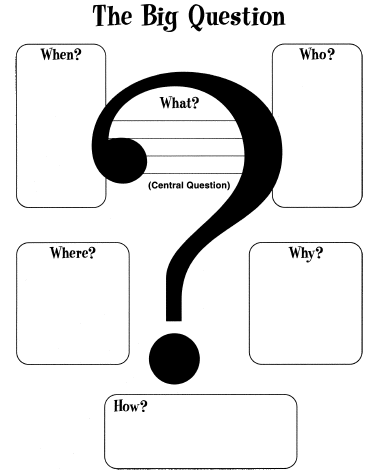 The Big Question
When?
Who?
What?
(Central Question)
Where?
Why?
How?